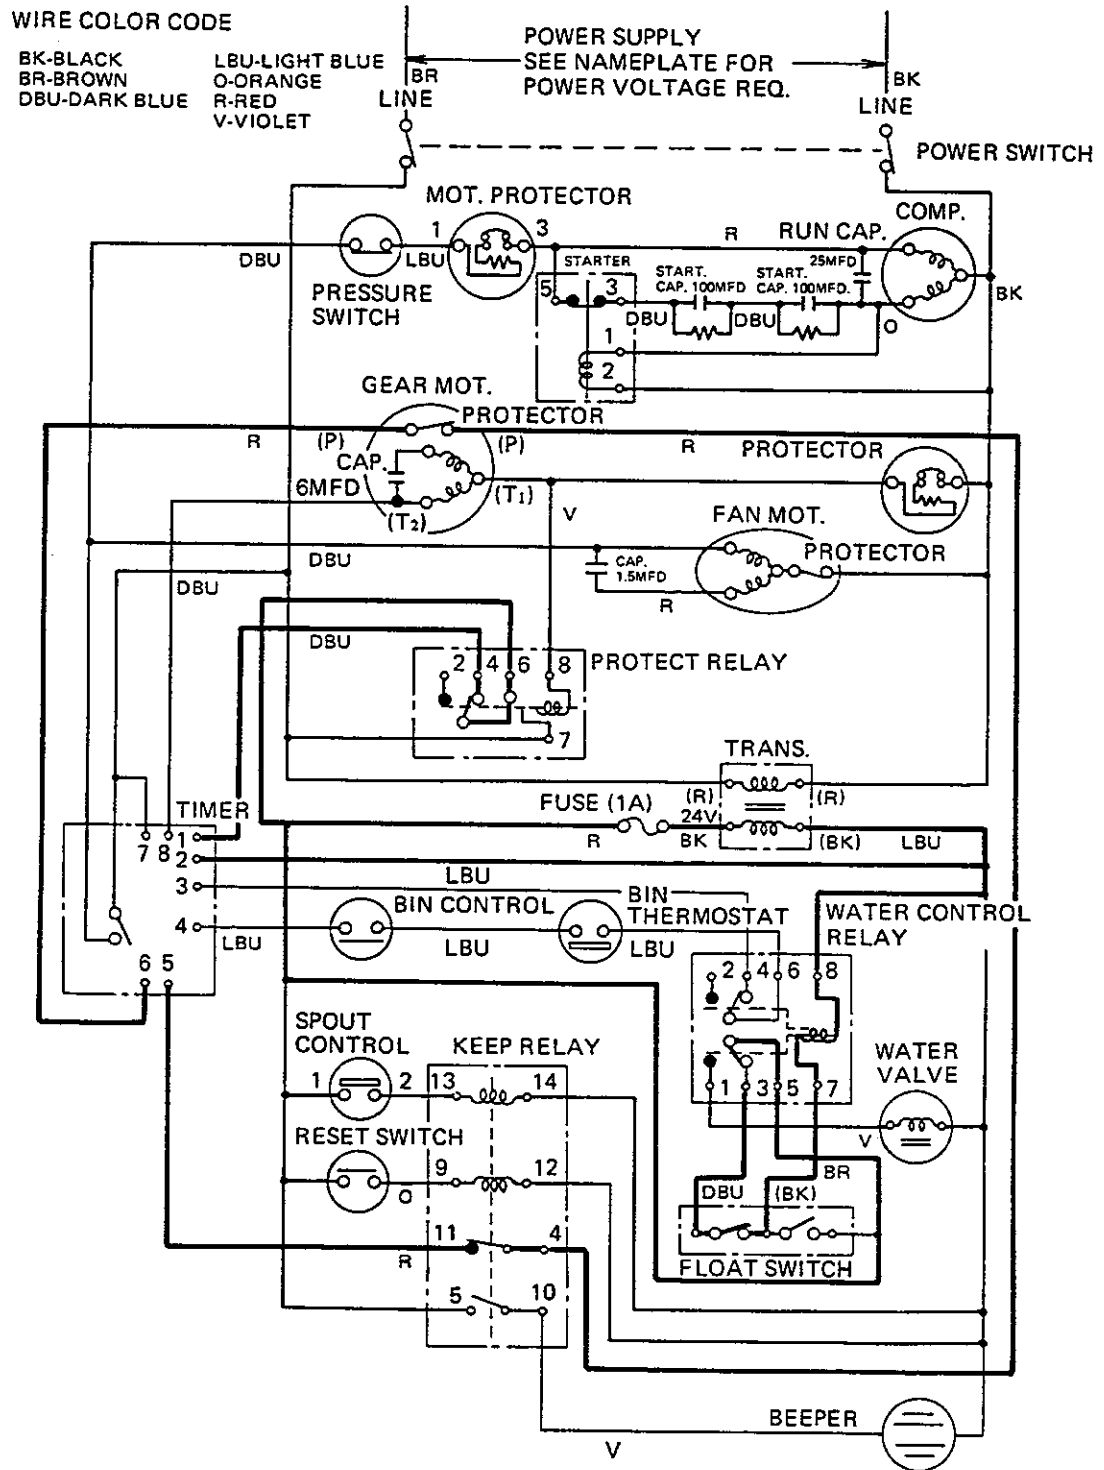 WIRE COLOR CODE
BK-BLACK
BR-BROWN
DBU-DARK BLUE
LBU-LIGHT BLUE
O-ORANGE
R-RED
V-VIOLET
POWER SUPPLY
SEE NAMEPLATE FOR
POWER VOLTAGE REQ.
BR
LINE
BK
LINE
POWER SWITCH
MOT. PROTECTOR
COMP.
1
3
R
RUN CAP.
DBU
LBU
STARTER
25MFD
PRESSURE
SWITCH
5
3
START.
CAP. 100MFD
START.
CAP. 100MFD.
DBU
DBU
O
BK
1
2
GEAR MOT.
PROTECTOR
R
(P)
(P)
R
PROTECTOR
CAP.
6MFD
(T1)
(T2)
V
FAN MOT.
PROTECTOR
DBU
DBU
CAP.
1.5MFD
R
DBU
2 4 6 8
PROTECT RELAY
7
TRANS.
TIMER
FUSE (1A)
(R)
24V
(R)
R
BK
(BK)
LBU
7 8 1
2
3
4
6 5
LBU
LBU
BIN CONTROL
LBU
BIN
THERMOSTAT
LBU
WATER CONTROL
RELAY
2 4 6 8
1 3 5 7
SPOUT
CONTROL
KEEP RELAY
WATER
VALVE
1
2
13
14
V
RESET SWITCH
9
12
O
DBU
(BK)
BR
11
4
R
FLOAT SWITCH
5
10
BEEPER
V